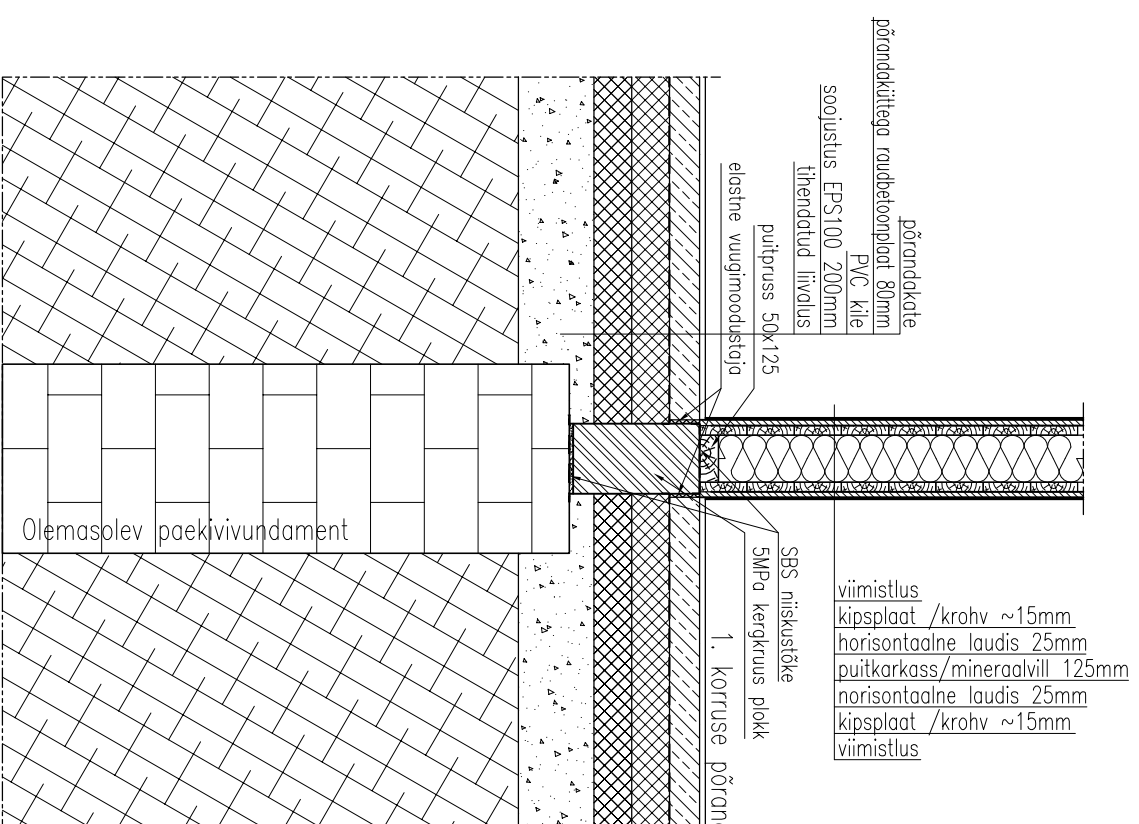 põrandakate
põrandaküttega raudbetoonplaat 80mm
PVC kile
soojustus EPS100 200mm
tihendatud liivalus
puitpruss 50x125
elastne vuugimoodustaja
Olemasolev paekivivundament
SBS niiskustõke
5MPa kergkruus plokk
1. korruse põran
viimistlus
kipsplaat /krohv ~15mm
horisontaalne laudis 25mm
puitkarkass/mineraalvill 125mm
norisontaalne laudis 25mm
kipsplaat /krohv ~15mm
viimistlus